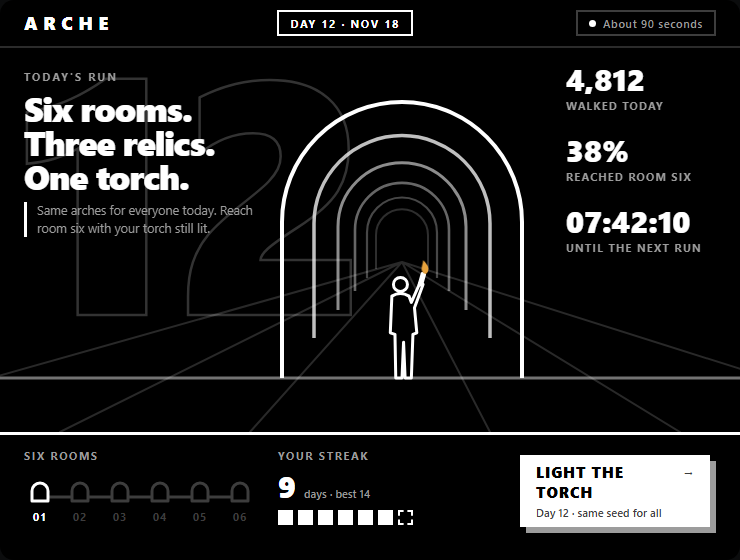 ARCHE
DAY 12 · NOV 18
About 90 seconds
12
TODAY'S RUN
Six rooms.
Three relics.
One torch.
Same arches for everyone today. Reach
room six with your torch still lit.
4,812
WALKED TODAY
38%
REACHED ROOM SIX
07:42:10
UNTIL THE NEXT RUN
SIX ROOMS
01 02 03 04 05 06
YOUR STREAK
9 days · best 14
LIGHT THE →
TORCH
Day 12 · same seed for all